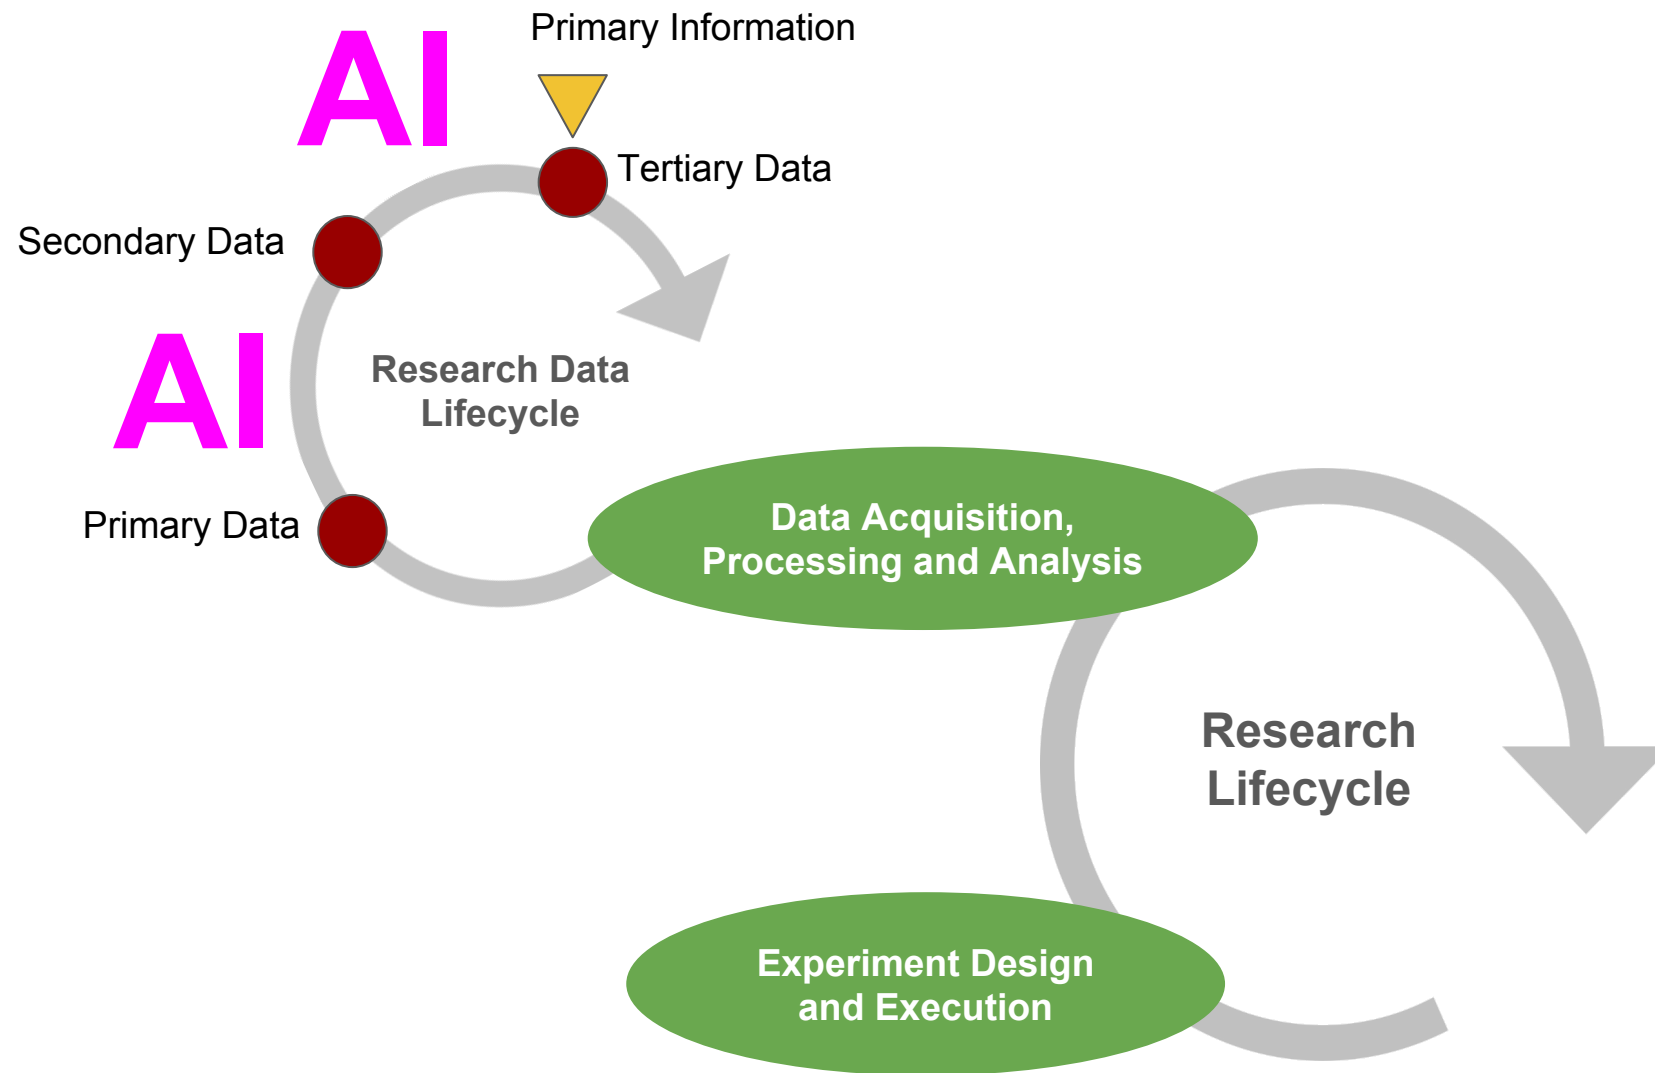 AI
Primary Information
Tertiary Data
Secondary Data
AI
Research Data
Lifecycle
Primary Data
Data Acquisition,
Processing and Analysis
Research
Lifecycle
Experiment Design
and Execution